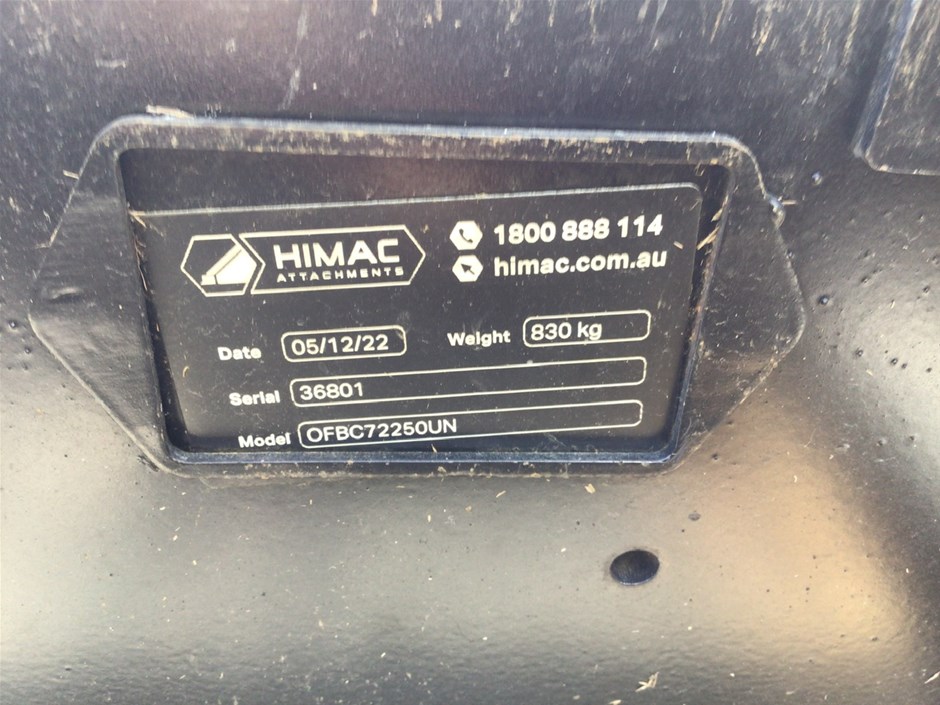 HIMAC
ATTACHMENTS
1800 888 114
himac.com.au
Date 05/12/22 Weight 830 kg
Serial 36801
Model OFBC72250UN